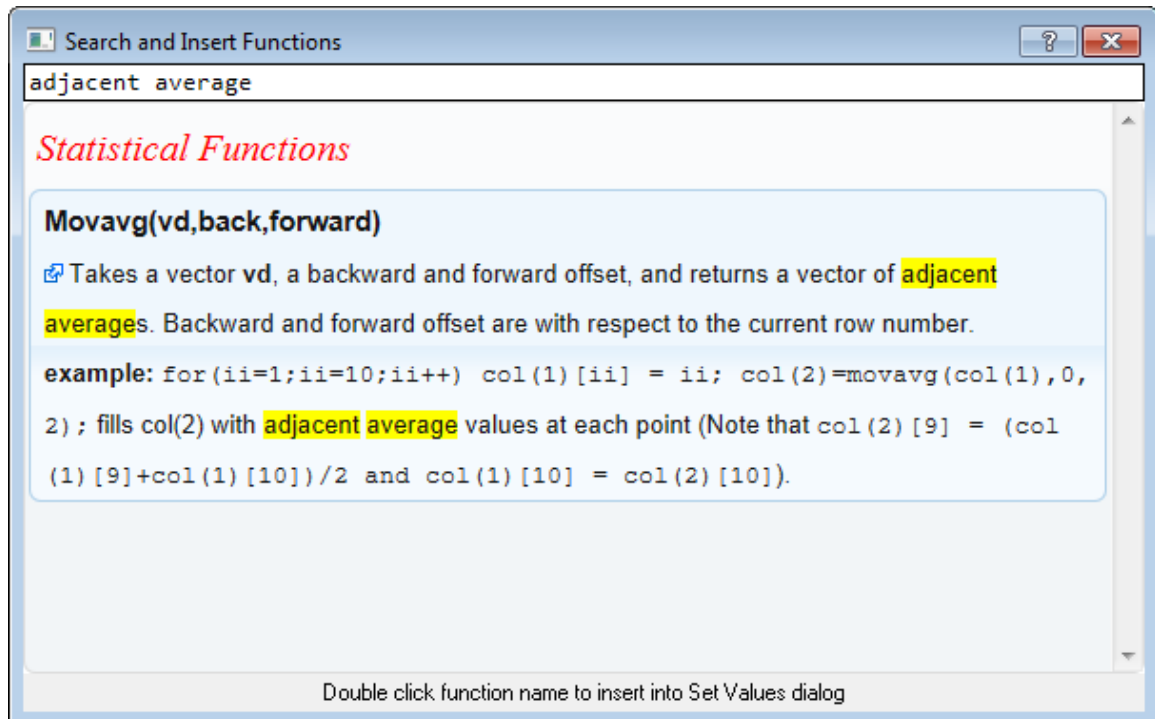 Search and Insert Functions
adjacent average
Statistical Functions
Movavg(vd,back,forward)
Takes a vector vd, a backward and forward offset, and returns a vector of adjacent
averages. Backward and forward offset are with respect to the current row number.
example: for(ii=1;ii=10;ii++) col(1)[ii] = ii; col(2)=movavg(col(1),0,
2); fills col(2) with adjacent average values at each point (Note that col(2)[9] = (col
(1)[9]+col(1)[10])/2 and col(1)[10] = col(2)[10]).
Double click function name to insert into Set Values dialog